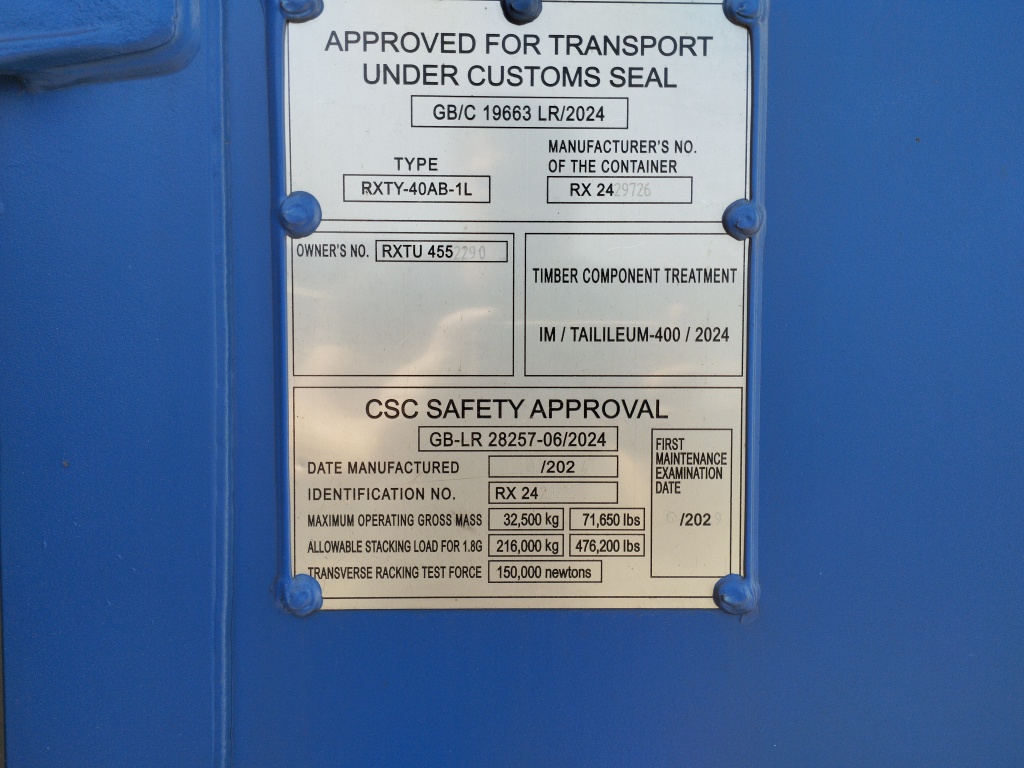 APPROVED FOR TRANSPORT
UNDER CUSTOMS SEAL
GB/C 19663 LR/2024
TYPE
RXTY-40AB-1L
MANUFACTURER'S NO.
OF THE CONTAINER
RX 2429726
OWNER'S NO. RXTU 4552290
TIMBER COMPONENT TREATMENT
IM / TAILILEUM-400 / 2024
CSC SAFETY APPROVAL
GB-LR 28257-06/2024
DATE MANUFACTURED /202
IDENTIFICATION NO. RX 24
MAXIMUM OPERATING GROSS MASS 32,500 kg 71,650 lbs
ALLOWABLE STACKING LOAD FOR 1.8G 216,000 kg 476,200 lbs
TRANSVERSE RACKING TEST FORCE 150,000 newtons
FIRST
MAINTENANCE
EXAMINATION
DATE
/2029